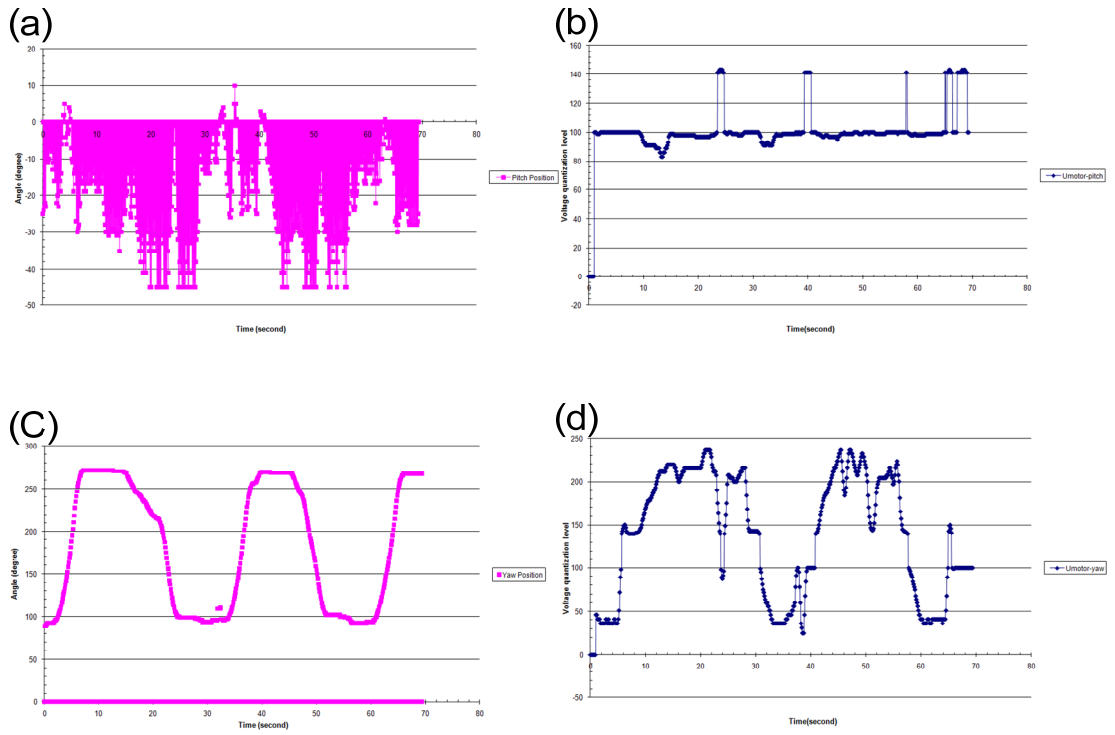 (a)
20
10
0
-10
-20
-30
-40
-50
0 10 20 30 40 50 60 70 80
Angle (degree)
Time (second)
Pitch Position
(b)
160
140
120
100
80
60
40
20
0
-20
0 10 20 30 40 50 60 70 80
Voltage quantization level
Time(second)
Umotor-pitch
(C)
300
250
200
150
100
50
0
0 10 20 30 40 50 60 70 80
Angle (degree)
Time (second)
Yaw Position
(d)
250
200
150
100
50
0
-50
0 10 20 30 40 50 60 70 80
Voltage quantization level
Time(second)
Umotor-yaw